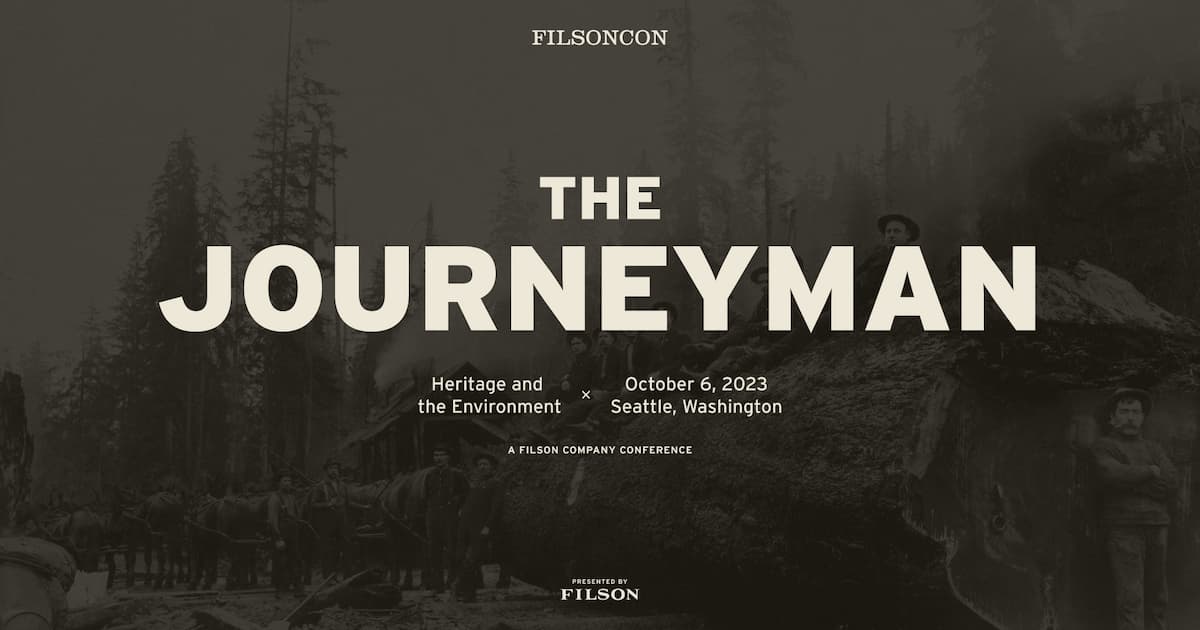 FILSONCON
THE
JOURNEYMAN
Heritage and
the Environment
×
October 6, 2023
Seattle, Washington
A FILSON COMPANY CONFERENCE
PRESENTED BY
FILSON